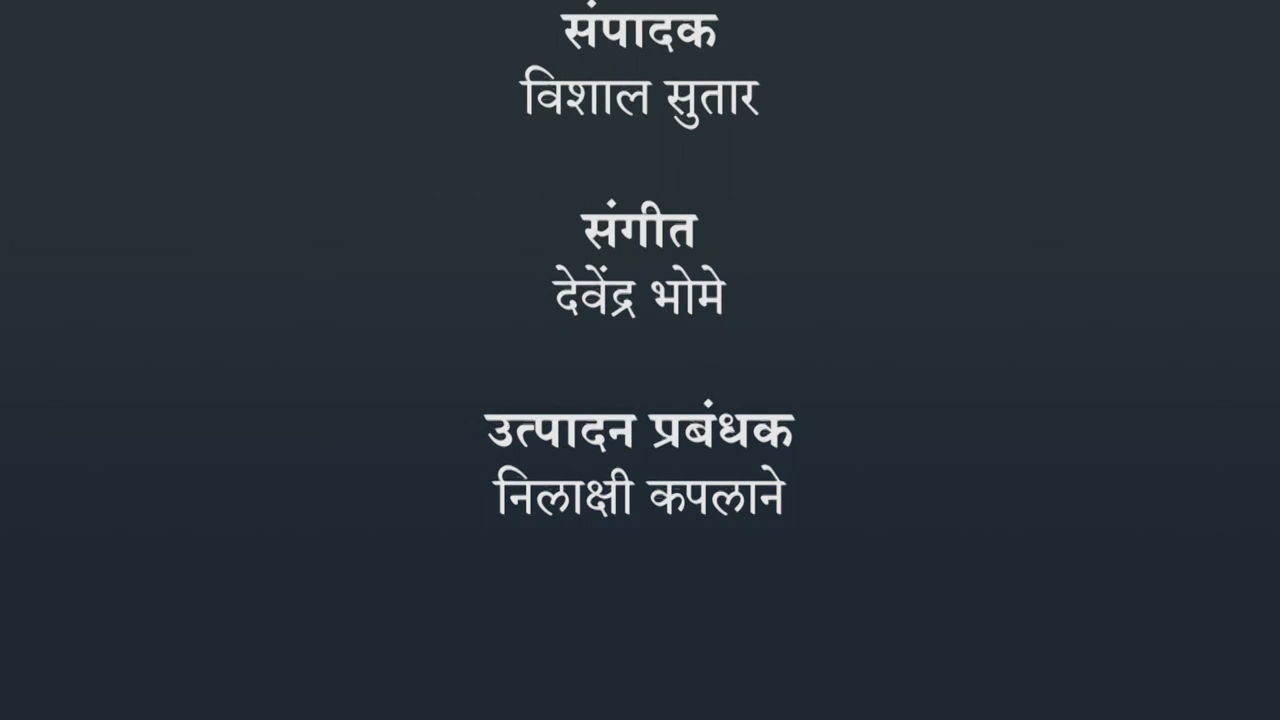 संपादक
विशाल सुतार
संगीत
देवेंद्र भोमे
उत्पादन प्रबंधक
निलाक्षी कपलाने